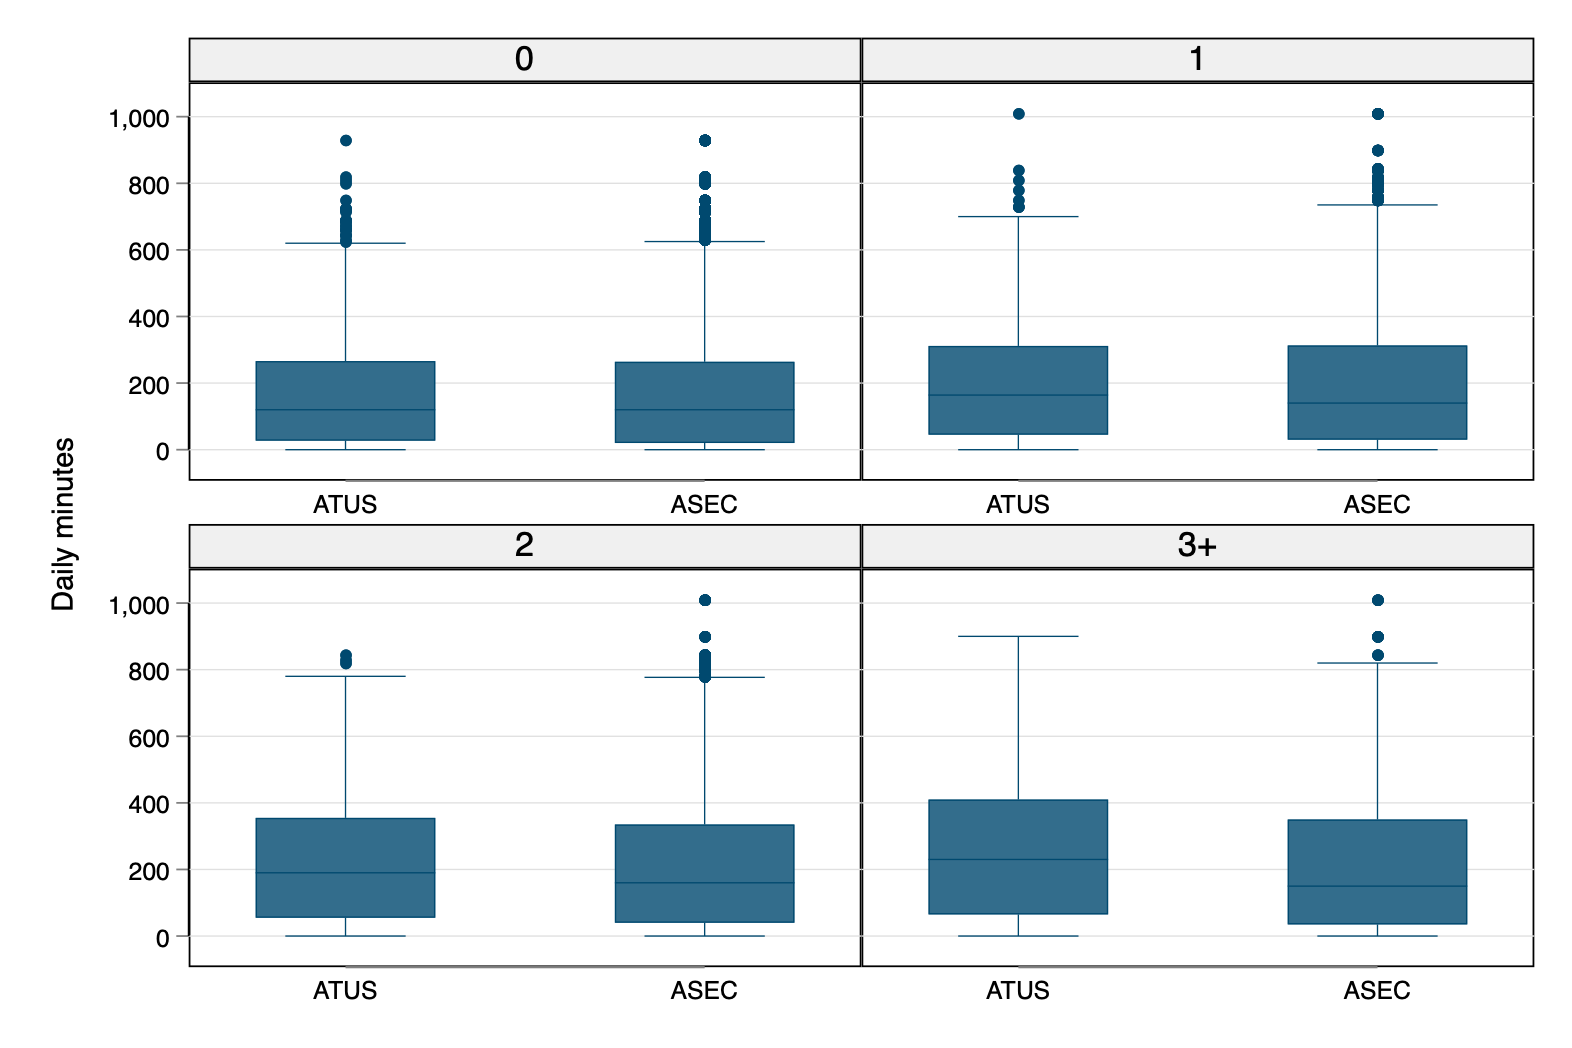 0
1
1,000
800
600
400
200
0
ATUS
ASEC
ATUS
ASEC
Daily minutes
2
3+
1,000
800
600
400
200
0
ATUS
ASEC
ATUS
ASEC